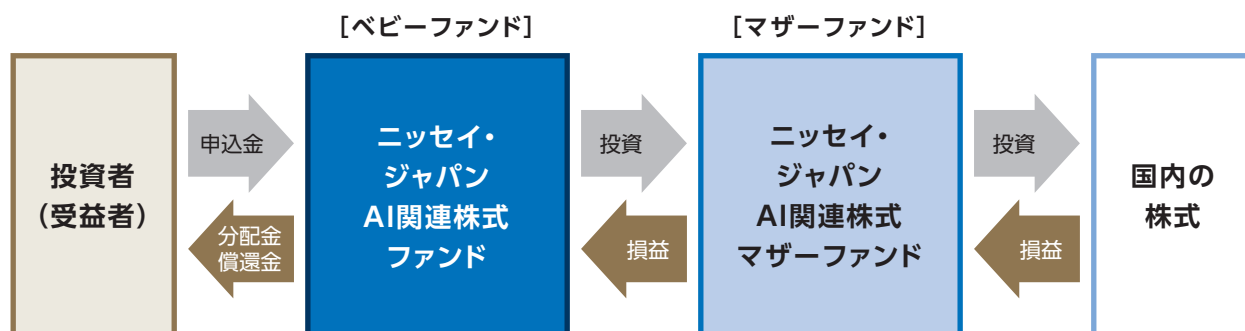 [ベビーファンド]
[マザーファンド]
投資者
(受益者)
申込金
分配金
償還金
ニッセイ・
ジャパン
AI関連株式
ファンド
投資
損益
ニッセイ・
ジャパン
AI関連株式
マザーファンド
投資
損益
国内の
株式